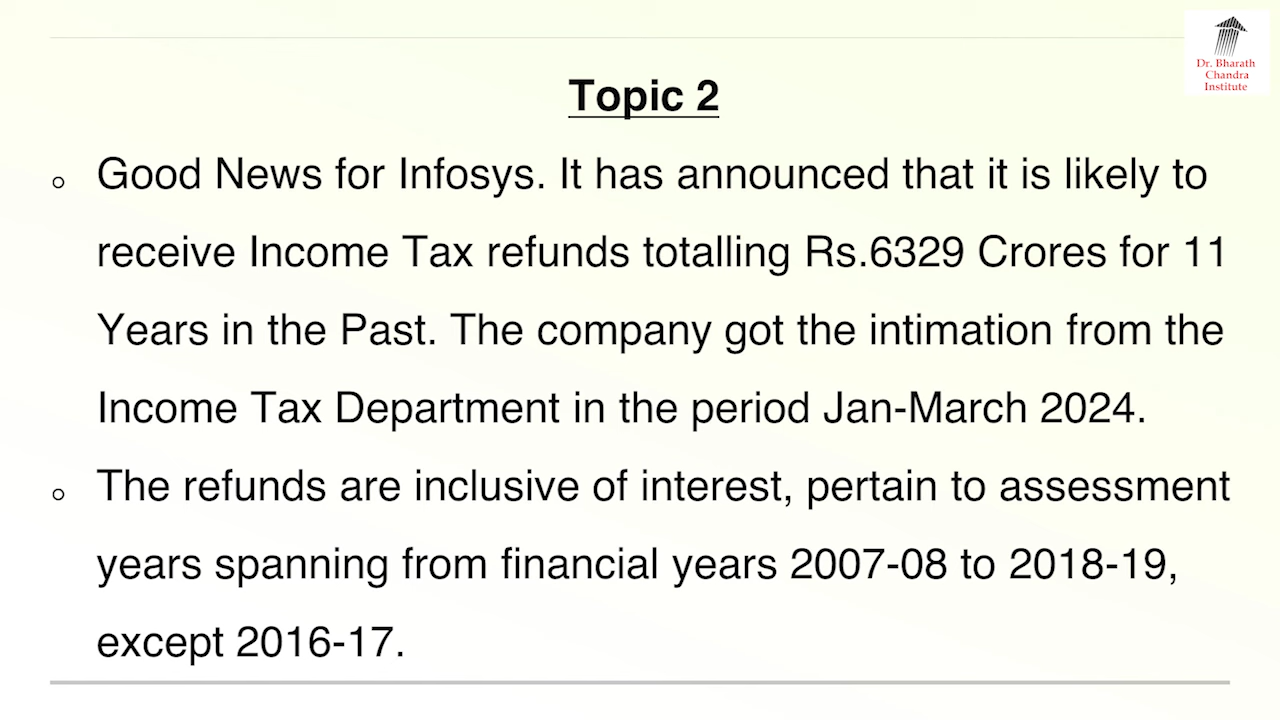 Dr. Bharath
Chandra
Institute
Topic 2
Good News for Infosys. It has announced that it is likely to
receive Income Tax refunds totalling Rs.6329 Crores for 11
Years in the Past. The company got the intimation from the
Income Tax Department in the period Jan-March 2024.
The refunds are inclusive of interest, pertain to assessment
years spanning from financial years 2007-08 to 2018-19,
except 2016-17.